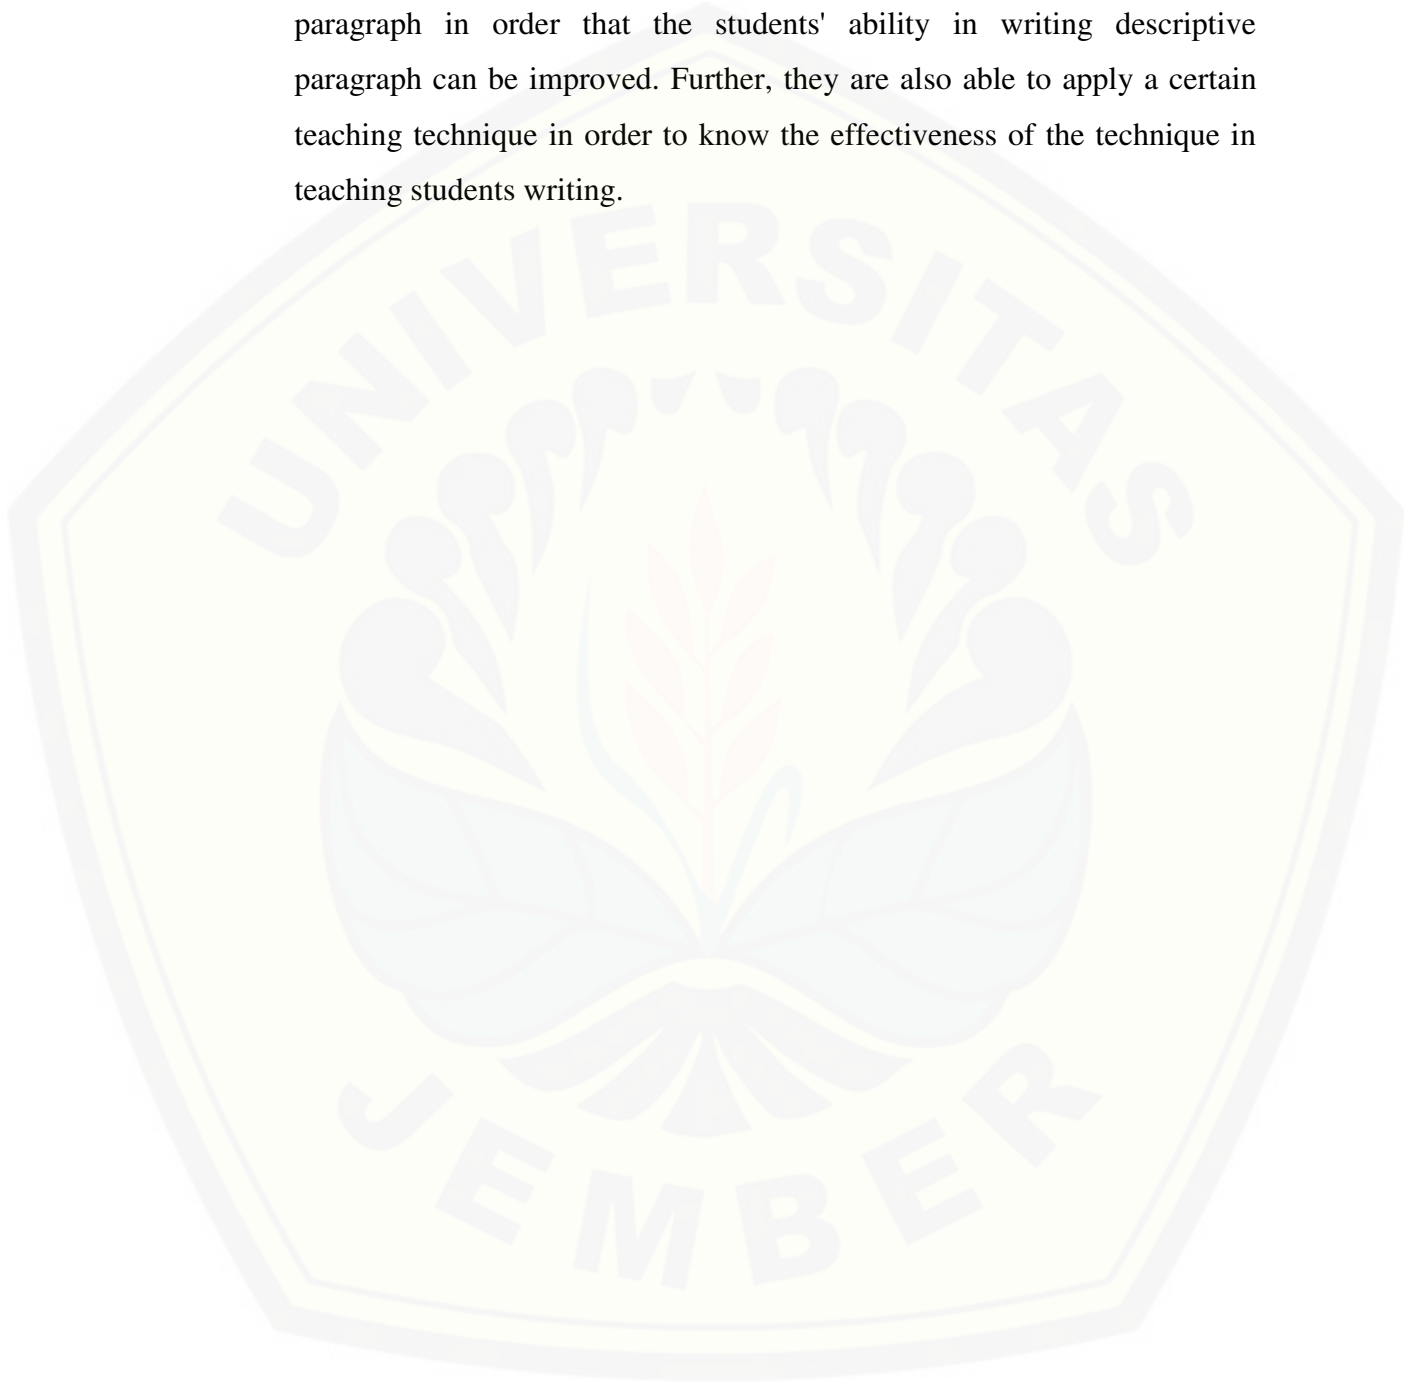 paragraph in order that the students' ability in writing descriptive
paragraph can be improved. Further, they are also able to apply a certain
teaching technique in order to know the effectiveness of the technique in
teaching students writing.
UNIVERSITAS
JEMBER